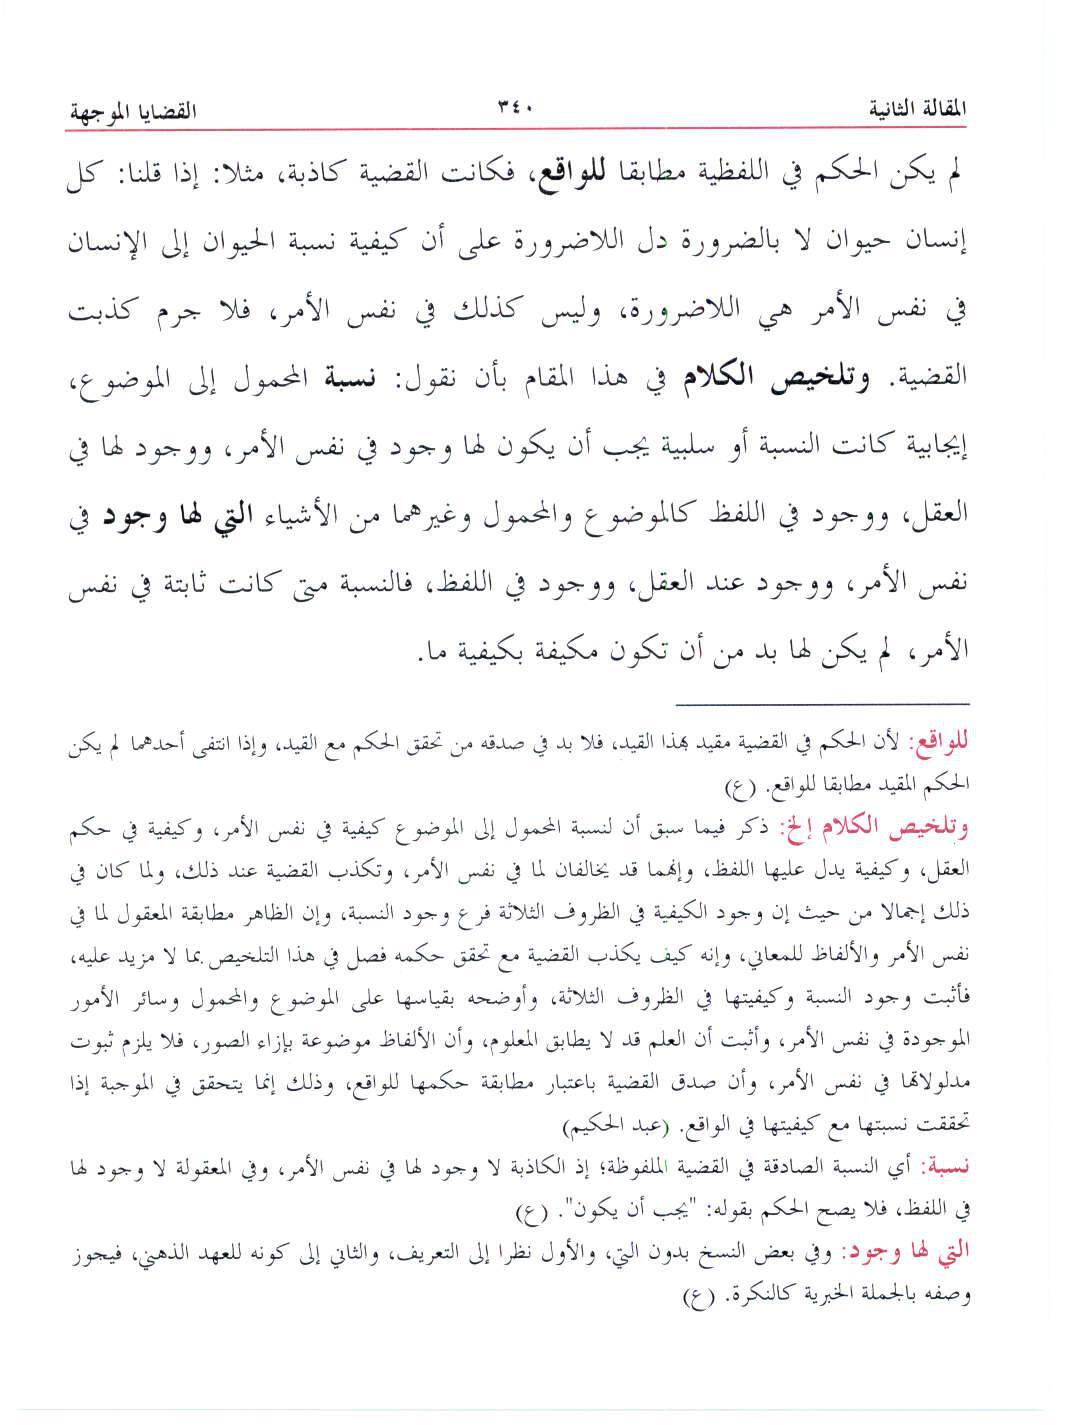 المقالة الثانية ٣٤٠ القضايا الموجهة
لم يكن الحكم في اللفظية مطابقا للواقع، فكانت القضية كاذبة، مثلا: إذا قلنا: كل
إنسان حيوان لا بالضرورة دل اللاضرورة على أن كيفية نسبة الحيوان إلى الإنسان
في نفس الأمر هي اللاضرورة، وليس كذلك في نفس الأمر، فلا جرم كذبت
القضية. وتلخيص الكلام في هذا المقام بأن نقول: نسبة المحمول إلى الموضوع،
إيجابية كانت النسبة أو سلبية يجب أن يكون لها وجود في نفس الأمر، ووجود لها في
العقل، ووجود في اللفظ كالموضوع والمحمول وغيرهما من الأشياء التي لها وجود في
نفس الأمر، ووجود عند العقل، ووجود في اللفظ، فالنسبة متى كانت ثابتة في نفس
الأمر، لم يكن لها بد من أن تكون مكيفة بكيفية ما.
للواقع: لأن الحكم في القضية مقيد بهذا القيد، فلا بد في صدقه من تحقق الحكم مع القيد، وإذا انتفى أحدهما لم يكن
الحكم المقيد مطابقا للواقع. (ع)
وتلخيص الكلام إلخ: ذكر فيما سبق أن لنسبة المحمول إلى الموضوع كيفية في نفس الأمر، وكيفية في حكم
العقل، وكيفية يدل عليها اللفظ، وإنهما قد يخالفان لما في نفس الأمر، وتكذب القضية عند ذلك، ولما كان في
ذلك إجمالا من حيث إن وجود الكيفية في الظروف الثلاثة فرع وجود النسبة، وإن الظاهر مطابقة المعقول لما في
نفس الأمر والألفاظ للمعاني، وإنه كيف يكذب القضية مع تحقق حكمه فصل في هذا التلخيص بما لا مزيد عليه،
فأثبت وجود النسبة وكيفيتها في الظروف الثلاثة، وأوضحه بقياسها على الموضوع والمحمول وسائر الأمور
الموجودة في نفس الأمر، وأثبت أن العلم قد لا يطابق المعلوم، وأن الألفاظ موضوعة بإزاء الصور، فلا يلزم ثبوت
مدلولاتها في نفس الأمر، وأن صدق القضية باعتبار مطابقة حكمها للواقع، وذلك إنما يتحقق في الموجبة إذا
تحققت نسبتها مع كيفيتها في الواقع. (عبد الحكيم)
نسبة: أي النسبة الصادقة في القضية الملفوظة؛ إذ الكاذبة لا وجود لها في نفس الأمر، وفي المعقولة لا وجود لها
في اللفظ، فلا يصح الحكم بقوله: "يجب أن يكون". (ع)
التي لها وجود: وفي بعض النسخ بدون التي، والأول نظرا إلى التعريف، والثاني إلى كونه للعهد الذهني، فيجوز
وصفه بالجملة الخبرية كالنكرة. (ع)